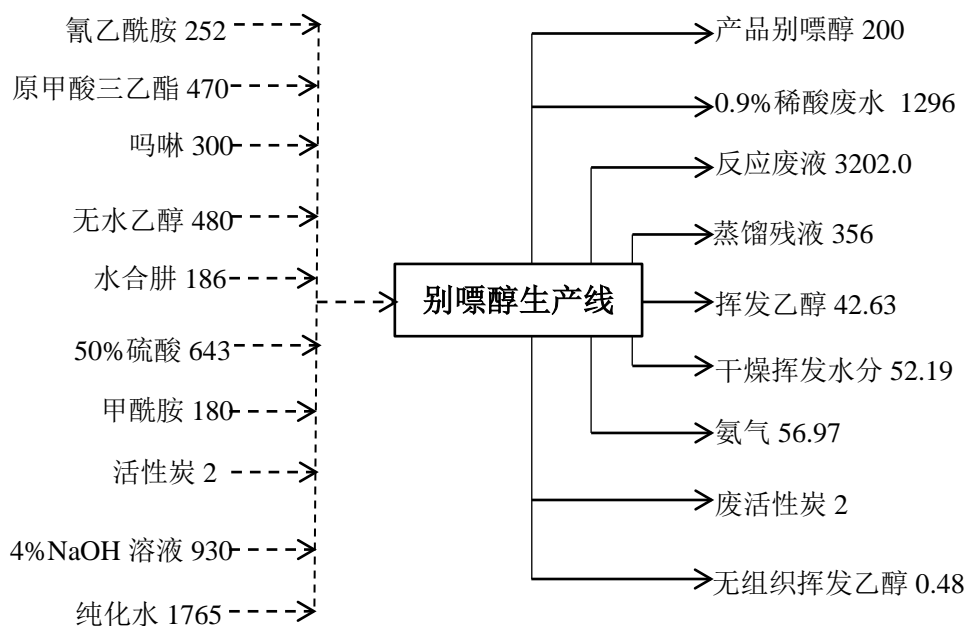 氰乙酰胺 252
原甲酸三乙酯 470
吗啉 300
无水乙醇 480
水合肼 186
50%硫酸 643
甲酰胺 180
活性炭 2
4%NaOH 溶液 930
纯化水 1765
别嘌醇生产线
产品别嘌醇 200
0.9%稀酸废水 1296
反应废液 3202.0
蒸馏残液 356
挥发乙醇 42.63
干燥挥发水分 52.19
氨气 56.97
废活性炭 2
无组织挥发乙醇 0.48